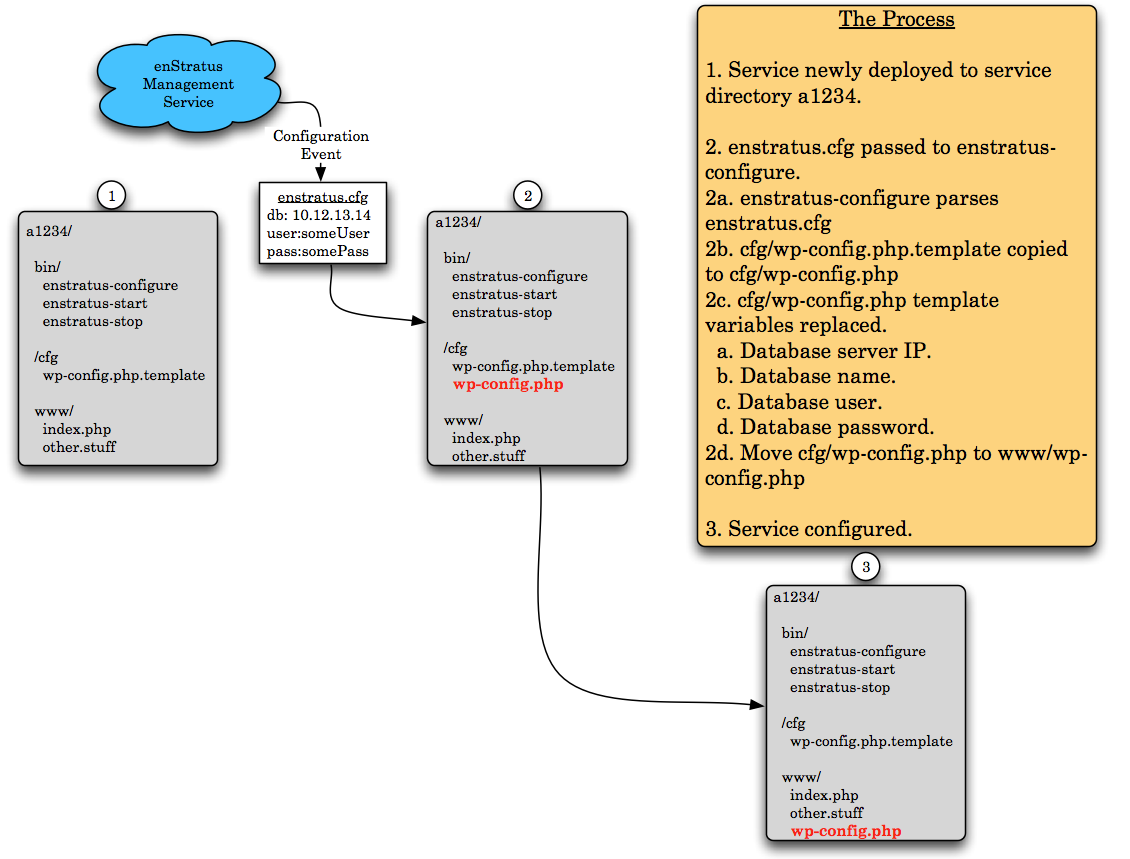 enStratus
Management
Service
Configuration
Event
enstratus.cfg
db: 10.12.13.14
user:someUser
pass:somePass
1
a1234/
bin/
enstratus-configure
enstratus-start
enstratus-stop
/cfg
wp-config.php.template
www/
index.php
other.stuff
2
a1234/
bin/
enstratus-configure
enstratus-start
enstratus-stop
/cfg
wp-config.php.template
wp-config.php
www/
index.php
other.stuff
The Process
1. Service newly deployed to service
directory a1234.
2. enstratus.cfg passed to enstratus-
configure.
2a. enstratus-configure parses
enstratus.cfg
2b. cfg/wp-config.php.template copied
to cfg/wp-config.php
2c. cfg/wp-config.php template
variables replaced.
a. Database server IP.
b. Database name.
c. Database user.
d. Database password.
2d. Move cfg/wp-config.php to www/wp-
config.php
3. Service configured.
3
a1234/
bin/
enstratus-configure
enstratus-start
enstratus-stop
/cfg
wp-config.php.template
www/
index.php
other.stuff
wp-config.php